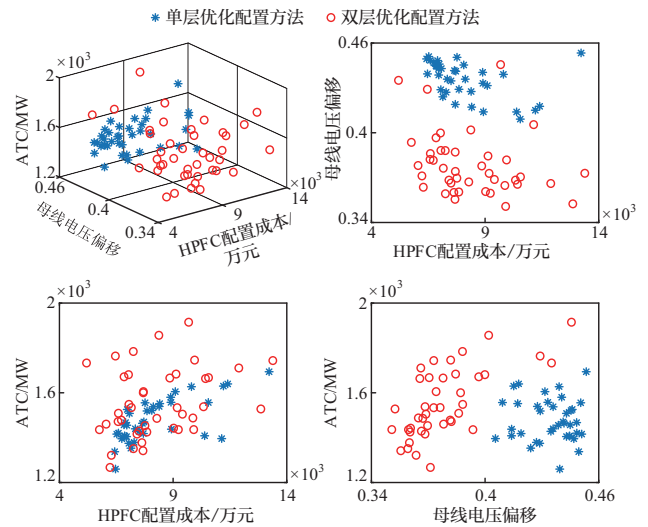 单层优化配置方法 双层优化配置方法
×10³
2
1.6
1.2
ATC/MW
0.46
0.4
0.34
母线电压偏移
4
9
14
×10³
HPFC配置成本/
万元
0.46
0.4
0.34
母线电压偏移
4 9 14
×10³
HPFC配置成本/万元
×10³
2
1.6
1.2
ATC/MW
4 9 14
×10³
HPFC配置成本/万元
×10³
2
1.6
1.2
ATC/MW
0.34 0.4 0.46
母线电压偏移